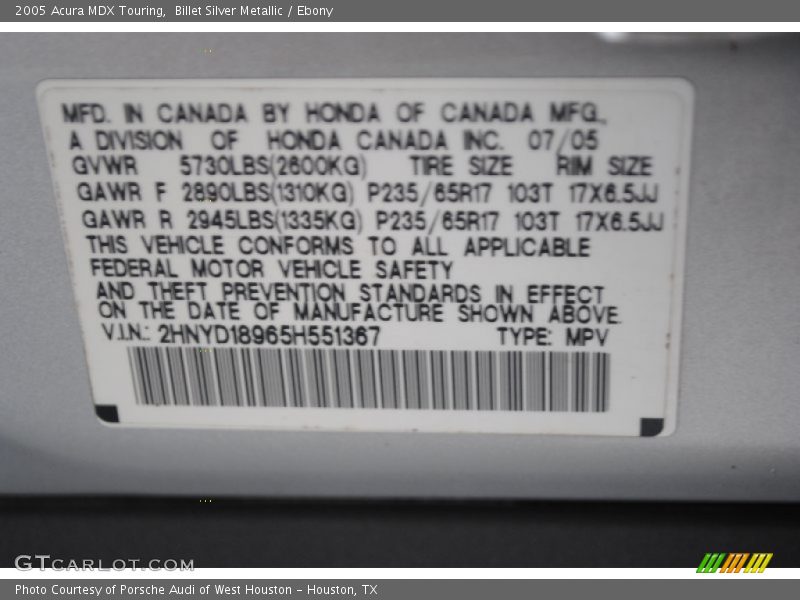 2005 Acura MDX Touring,  Billet Silver Metallic / Ebony
MFD. IN CANADA BY HONDA OF CANADA MFG.,
A DIVISION OF HONDA CANADA INC. 07/05
GVWR 5730LBS(2600KG) TIRE SIZE RIM SIZE
GAWR F 2890LBS(1310KG) P235/65R17 103T 17X6.5JJ
GAWR R 2945LBS(1335KG) P235/65R17 103T 17X6.5JJ
THIS VEHICLE CONFORMS TO ALL APPLICABLE
FEDERAL MOTOR VEHICLE SAFETY
AND THEFT PREVENTION STANDARDS IN EFFECT
ON THE DATE OF MANUFACTURE SHOWN ABOVE.
V.I.N.: 2HNYD18965H551367 TYPE: MPV
GTCARLOT.COM
Photo Courtesy of Porsche Audi of West Houston - Houston, TX